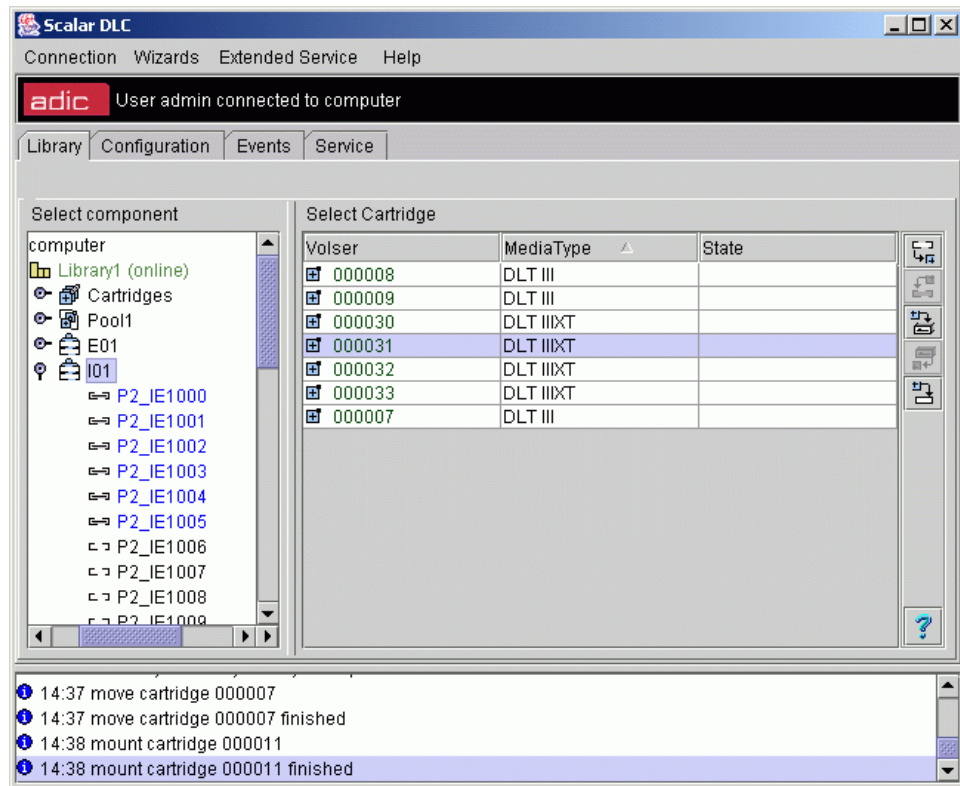 Scalar DLC
Connection Wizards Extended Service Help
adic User admin connected to computer
Library Configuration Events Service
Select component
computer
Library1 (online)
Cartridges
Pool1
E01
I01
P2_IE1000
P2_IE1001
P2_IE1002
P2_IE1003
P2_IE1004
P2_IE1005
P2_IE1006
P2_IE1007
P2_IE1008
P2_IE1009
Select Cartridge
Volser MediaType State
000008 DLT III
000009 DLT III
000030 DLT IIIXT
000031 DLT IIIXT
000032 DLT IIIXT
000033 DLT IIIXT
000007 DLT III
?
14:37 move cartridge 000007
14:37 move cartridge 000007 finished
14:38 mount cartridge 000011
14:38 mount cartridge 000011 finished